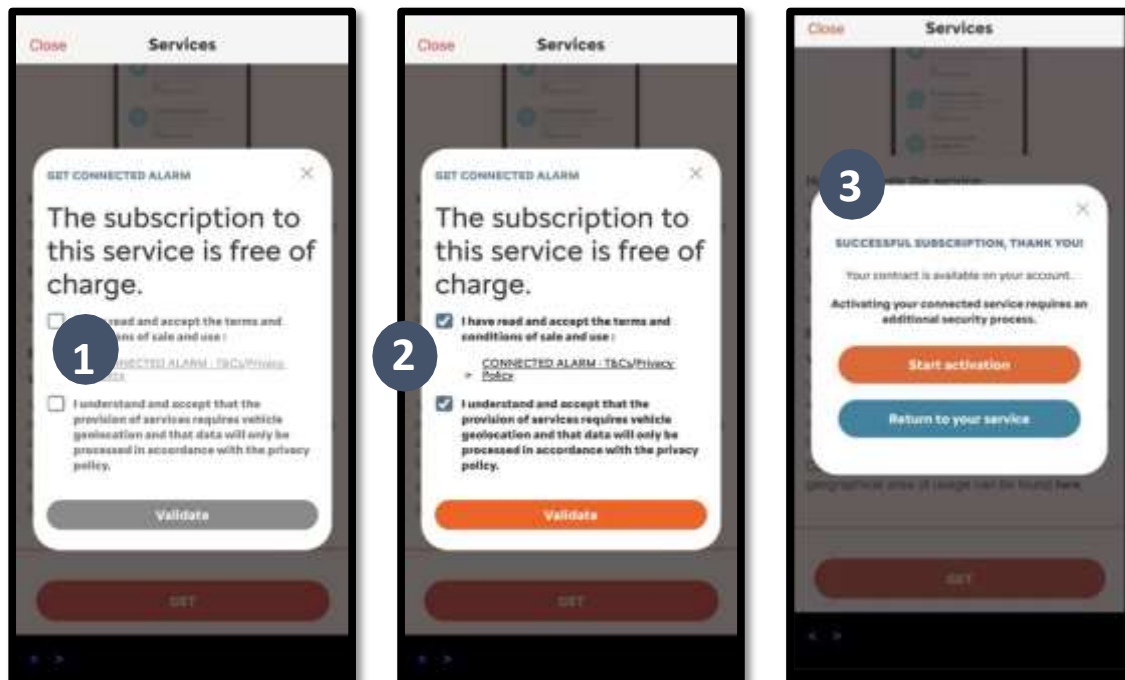 Close Services
GET CONNECTED ALARM
The subscription to
this service is free of
charge.
read and accept the terms and
ns of sale and use :
CONNECTED ALARM - T&Cs/Privacy
I understand and accept that the
provision of services requires vehicle
geolocation and that data will only be
processed in accordance with the privacy
policy.
Validate
GET
< >
1
Close Services
GET CONNECTED ALARM
The subscription to
this service is free of
charge.
I have read and accept the terms and
conditions of sale and use :
CONNECTED ALARM - T&Cs/Privacy
Policy
I understand and accept that the
provision of services requires vehicle
geolocation and that data will only be
processed in accordance with the privacy
policy.
Validate
GET
< >
2
Close Services
the service:
3
SUCCESSFUL SUBSCRIPTION, THANK YOU!
Your contract is available on your account.
Activating your connected service requires an
additional security process.
Start activation
Return to your service
geographical area of usage can be found here.
GET
< >